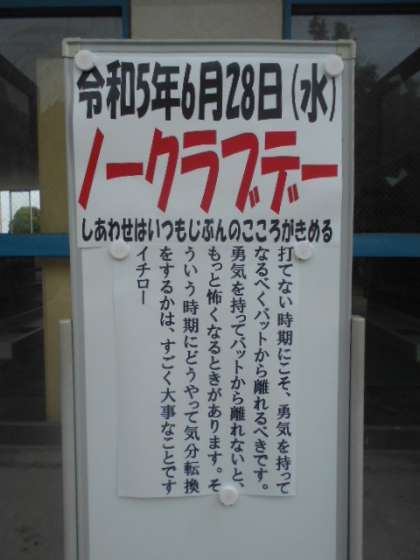 令和5年6月28日(水)
ノークラブデー
しあわせはいつもじぶんのこころがきめる
打てない時期にこそ、勇気を持って
なるべくバットから離れるべきです。
勇気を持ってバットから離れないと、
もっと怖くなるときがあります。そ
ういう時期にどうやって気分転換
をするかは、すごく大事なことです
イチロー